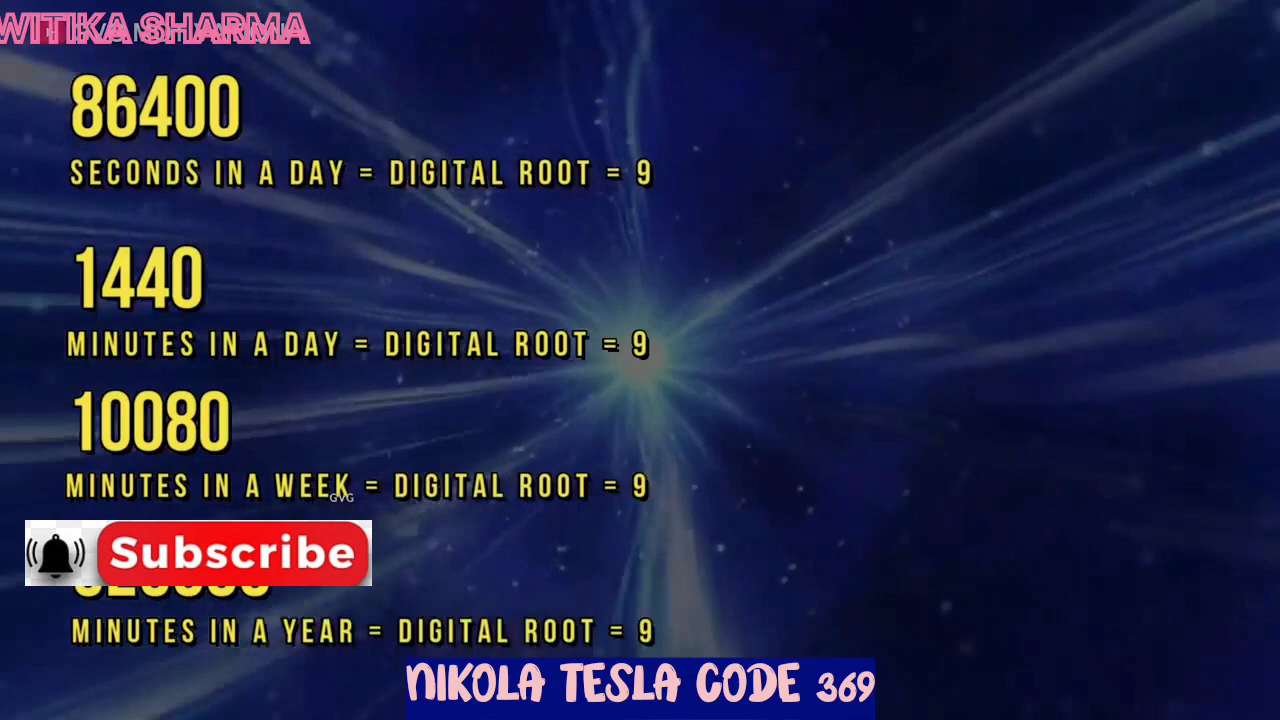 WITIKA SHARMA
86400
SECONDS IN A DAY = DIGITAL ROOT = 9
1440
MINUTES IN A DAY = DIGITAL ROOT = 9
10080
MINUTES IN A WEEK = DIGITAL ROOT = 9
GVG
Subscribe
MINUTES IN A YEAR = DIGITAL ROOT = 9
NIKOLA TESLA CODE 369